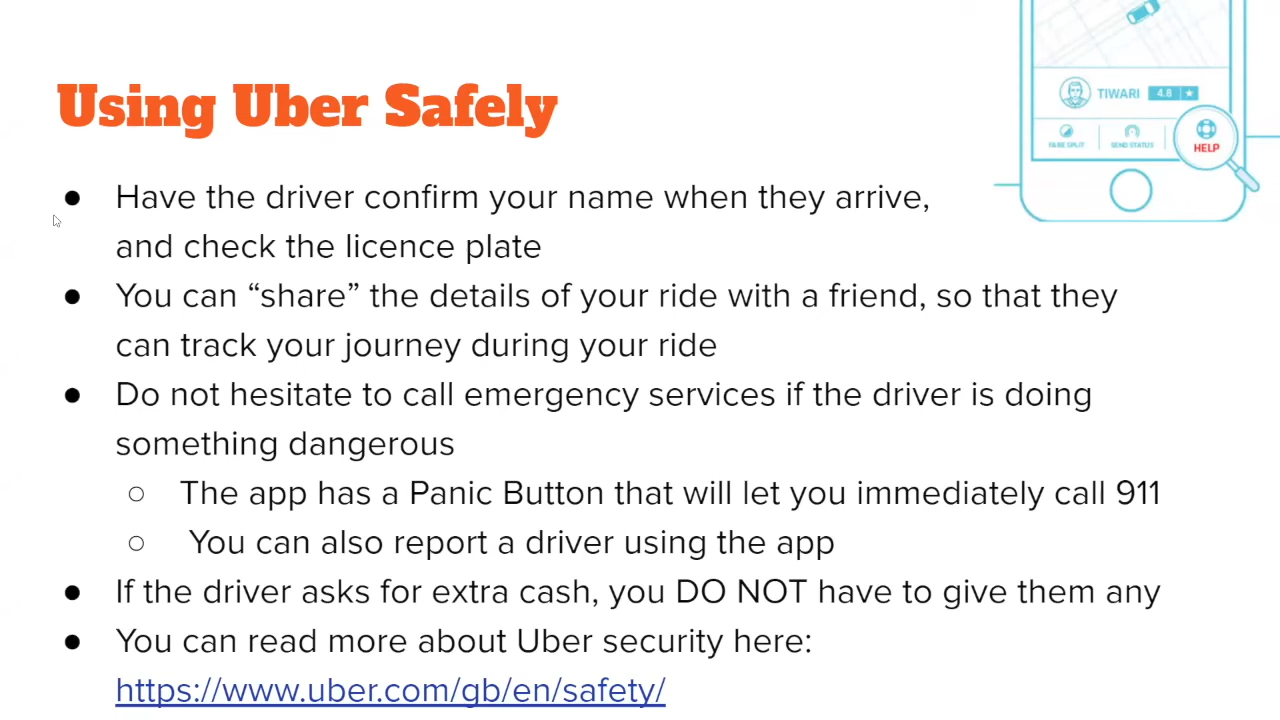 TIWARI 4.8 ★
FARE SPLIT SEND STATUS HELP
Using Uber Safely
● Have the driver confirm your name when they arrive,
and check the licence plate
● You can “share” the details of your ride with a friend, so that they
can track your journey during your ride
● Do not hesitate to call emergency services if the driver is doing
something dangerous
○ The app has a Panic Button that will let you immediately call 911
○ You can also report a driver using the app
● If the driver asks for extra cash, you DO NOT have to give them any
● You can read more about Uber security here:
https://www.uber.com/gb/en/safety/